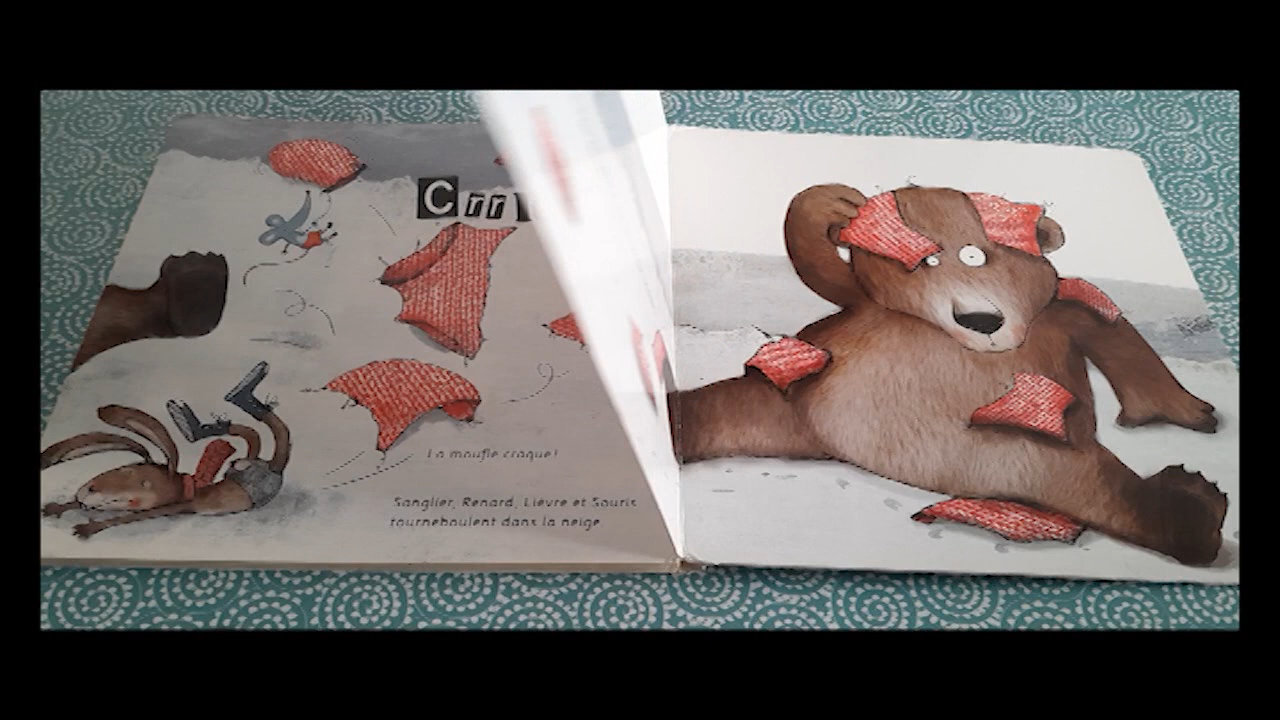 Crr
La moufle craque!
Sanglier, Renard, Lièvre et Souris
tourneboulent dans la neige.